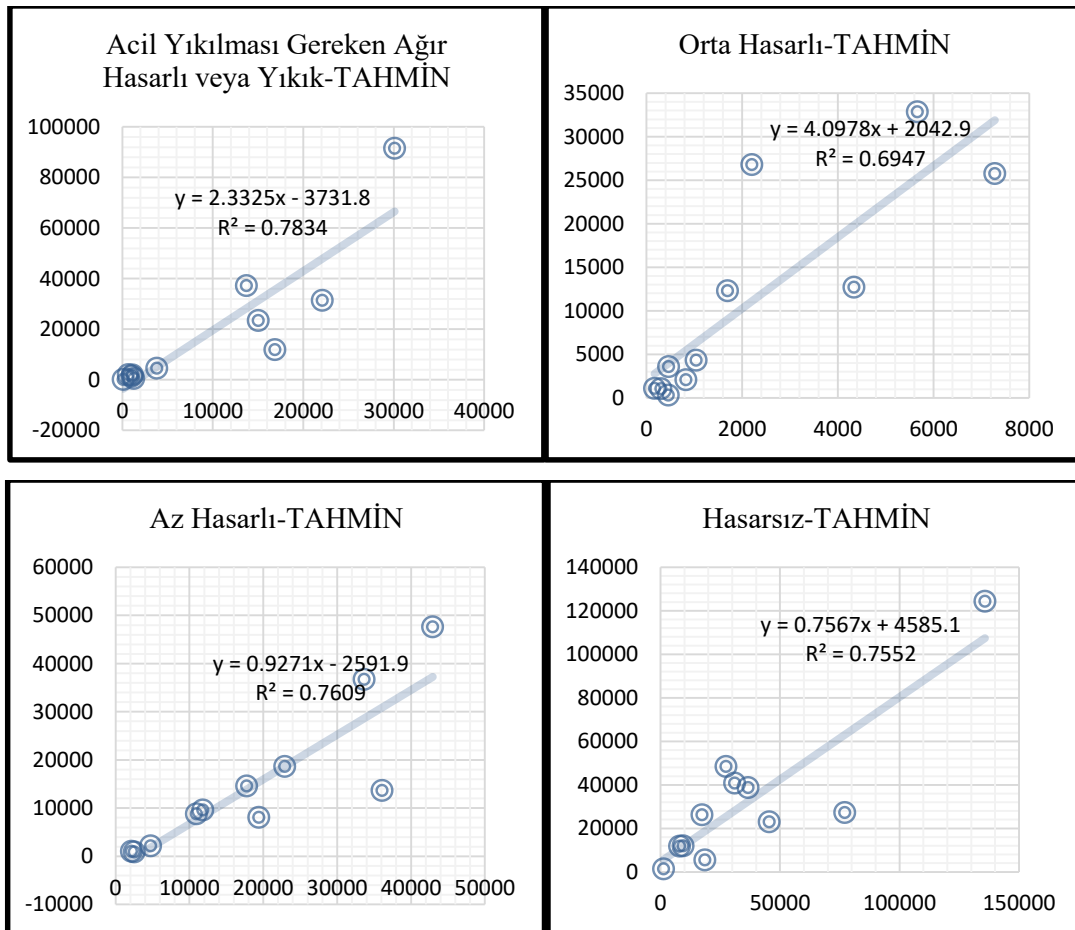 Acil Yıkılması Gereken Ağır
Hasarlı veya Yıkık-TAHMİN
100000
80000
60000
40000
20000
0
-20000
y = 2.3325x - 3731.8
R² = 0.7834
0 10000 20000 30000 40000
Orta Hasarlı-TAHMİN
35000
30000
25000
20000
15000
10000
5000
0
y = 4.0978x + 2042.9
R² = 0.6947
0 2000 4000 6000 8000
Az Hasarlı-TAHMİN
60000
50000
40000
30000
20000
10000
0
-10000
y = 0.9271x - 2591.9
R² = 0.7609
0 10000 20000 30000 40000 50000
Hasarsız-TAHMİN
140000
120000
100000
80000
60000
40000
20000
0
y = 0.7567x + 4585.1
R² = 0.7552
0 50000 100000 150000